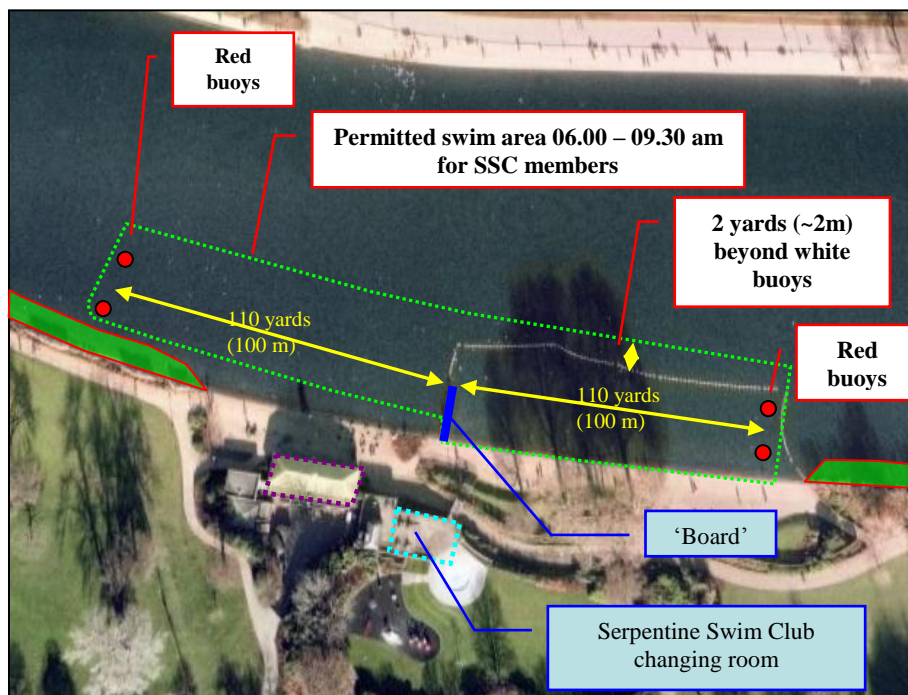 Red
buoys
Permitted swim area 06.00 – 09.30 am
for SSC members
2 yards (~2m)
beyond white
buoys
110 yards
(100 m)
Red
buoys
110 yards
(100 m)
‘Board’
Serpentine Swim Club
changing room